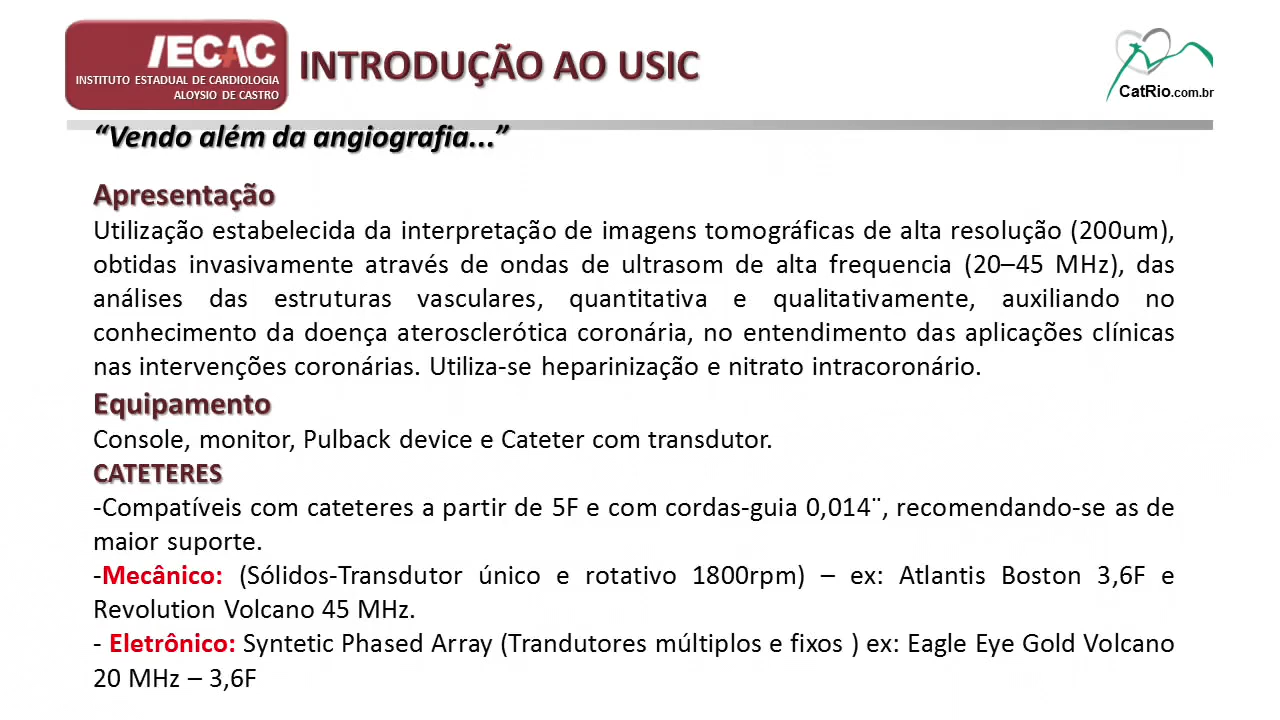 IECAC
INSTITUTO ESTADUAL DE CARDIOLOGIA
ALOYSIO DE CASTRO
INTRODUÇÃO AO USIC
CatRio.com.br
“Vendo além da angiografia...”
Apresentação
Utilização estabelecida da interpretação de imagens tomográficas de alta resolução (200um),
obtidas invasivamente através de ondas de ultrasom de alta frequencia (20–45 MHz), das
análises das estruturas vasculares, quantitativa e qualitativamente, auxiliando no
conhecimento da doença aterosclerótica coronária, no entendimento das aplicações clínicas
nas intervenções coronárias. Utiliza-se heparinização e nitrato intracoronário.
Equipamento
Console, monitor, Pulback device e Cateter com transdutor.
CATETERES
-Compatíveis com cateteres a partir de 5F e com cordas-guia 0,014¨, recomendando-se as de
maior suporte.
-Mecânico: (Sólidos-Transdutor único e rotativo 1800rpm) – ex: Atlantis Boston 3,6F e
Revolution Volcano 45 MHz.
- Eletrônico: Syntetic Phased Array (Trandutores múltiplos e fixos ) ex: Eagle Eye Gold Volcano
20 MHz – 3,6F